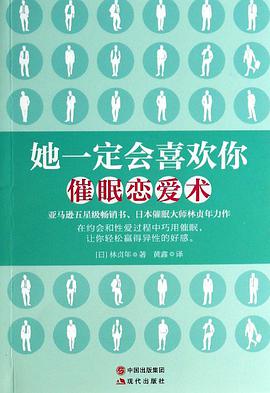 她一定会喜欢你
催眠恋爱术
亚马逊五星级畅销书、日本催眠大师林贞年力作
在约会和性爱过程中巧用催眠，
让你轻松赢得异性的好感。
［日］林贞年 著 黄鑫 译
中国出版集团
现代出版社